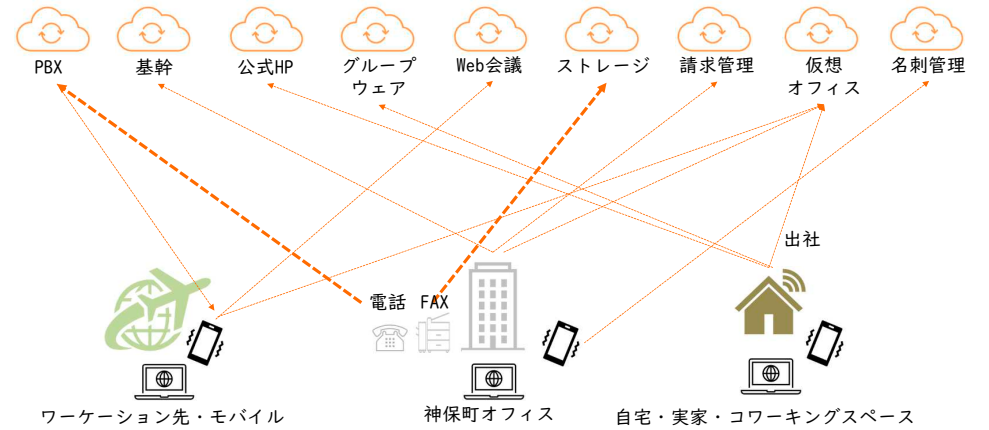 PBX
基幹
公式HP
グループ
ウェア
Web会議
ストレージ
請求管理
仮想
オフィス
名刺管理
出社
電話
FAX
ワーケーション先・モバイル
神保町オフィス
自宅・実家・コワーキングスペース